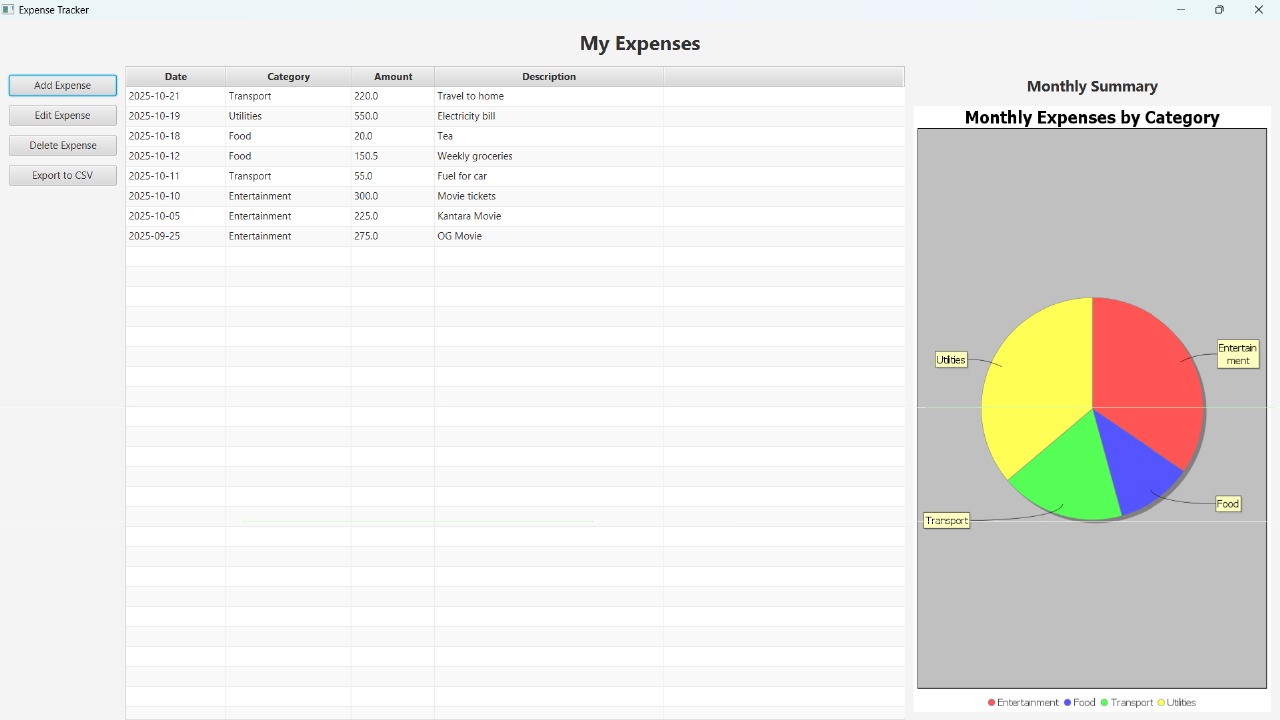 Expense Tracker
My Expenses
Add Expense
Edit Expense
Delete Expense
Export to CSV
Date Category Amount Description
2025-10-21 Transport 220.0 Travel to home
2025-10-19 Utilities 550.0 Electricity bill
2025-10-18 Food 20.0 Tea
2025-10-12 Food 150.5 Weekly groceries
2025-10-11 Transport 55.0 Fuel for car
2025-10-10 Entertainment 300.0 Movie tickets
2025-10-05 Entertainment 225.0 Kantara Movie
2025-09-25 Entertainment 275.0 OG Movie
Monthly Summary
Monthly Expenses by Category
Utilities
Entertain
ment
Food
Transport
Entertainment Food Transport Utilities